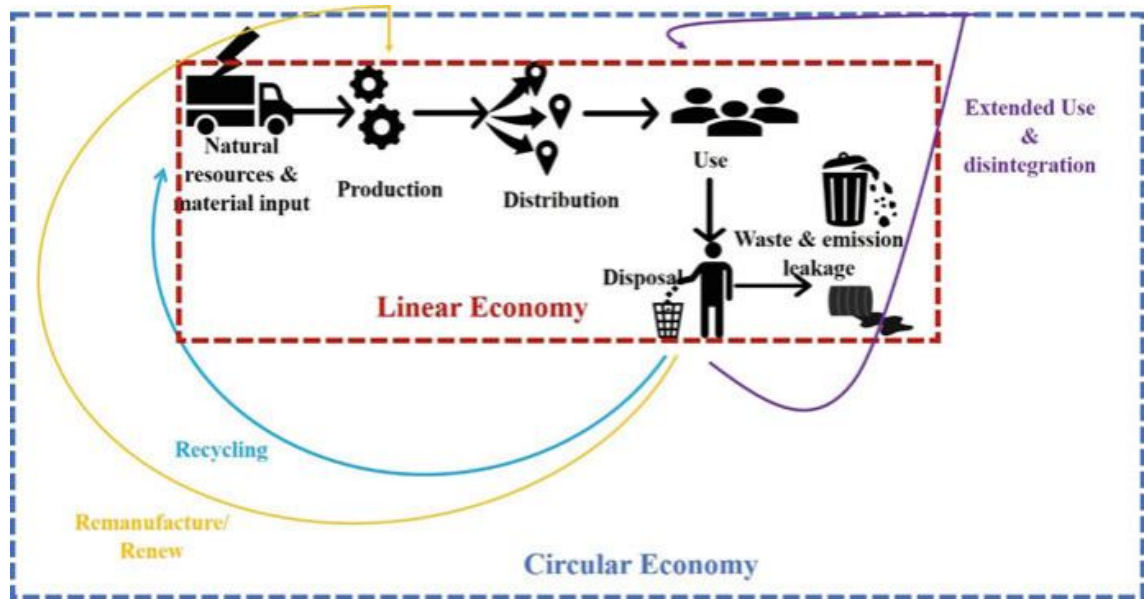 Natural
resources &
material input
Production
Distribution
Use
Extended Use
&
disintegration
Waste & emission
leakage
Disposal
Linear Economy
Recycling
Remanufacture/
Renew
Circular Economy